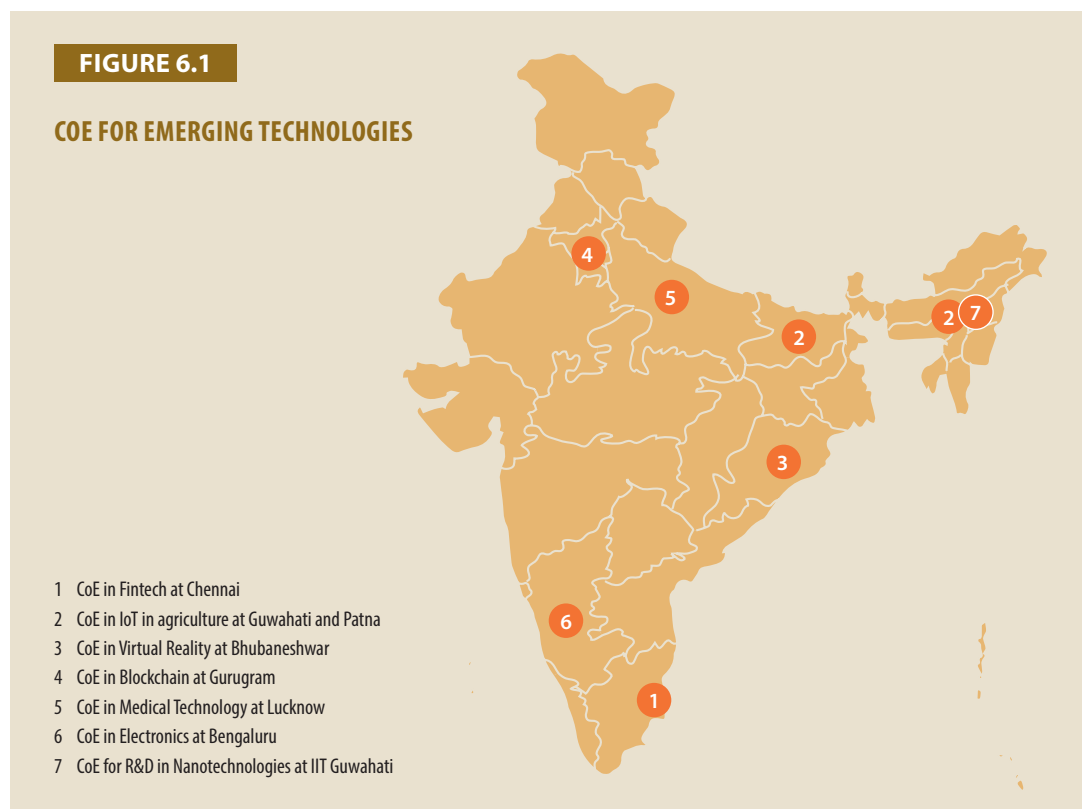 FIGURE 6.1
COE FOR EMERGING TECHNOLOGIES
4
5
2
2 7
3
6
1
1 CoE in Fintech at Chennai
2 CoE in IoT in agriculture at Guwahati and Patna
3 CoE in Virtual Reality at Bhubaneshwar
4 CoE in Blockchain at Gurugram
5 CoE in Medical Technology at Lucknow
6 CoE in Electronics at Bengaluru
7 CoE for R&D in Nanotechnologies at IIT Guwahati